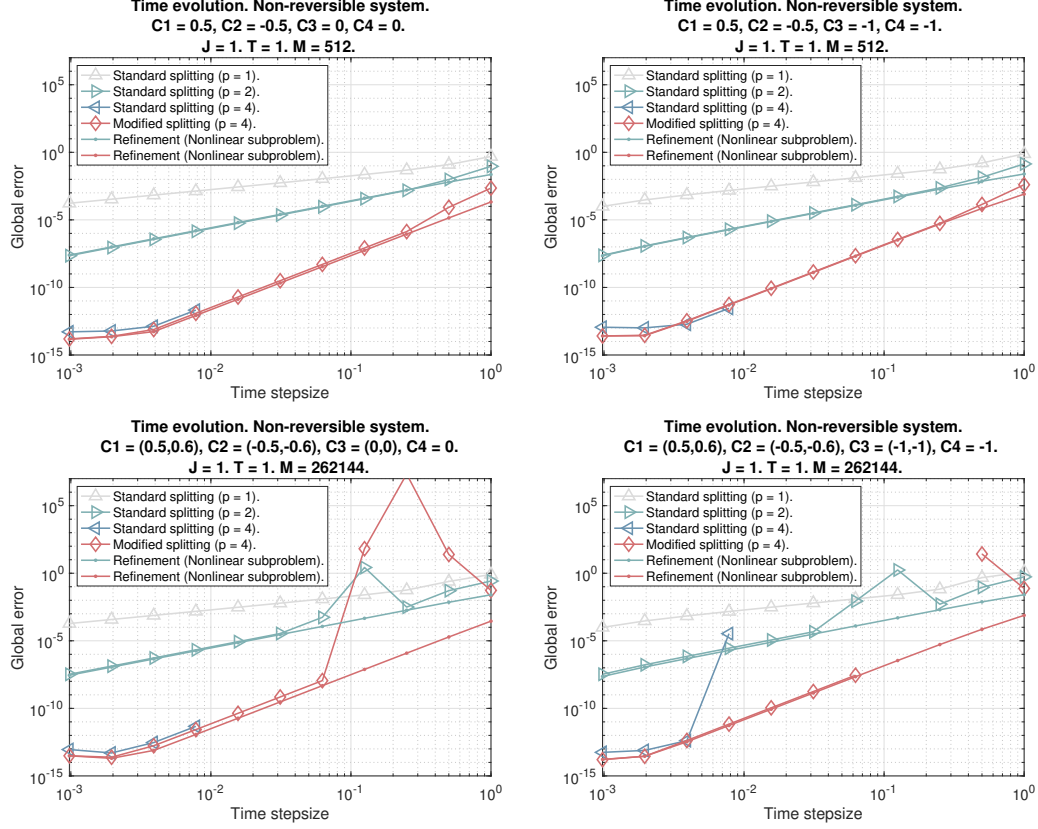 Time evolution. Non-reversible system.
C1 = 0.5, C2 = -0.5, C3 = 0, C4 = 0.
J = 1. T = 1. M = 512.
Standard splitting (p = 1).
Standard splitting (p = 2).
Standard splitting (p = 4).
Modified splitting (p = 4).
Refinement (Nonlinear subproblem).
Refinement (Nonlinear subproblem).
Global error
10^5
10^0
10^-5
10^-10
10^-15
10^-3
10^-2
10^-1
10^0
Time stepsize
Time evolution. Non-reversible system.
C1 = 0.5, C2 = -0.5, C3 = -1, C4 = -1.
J = 1. T = 1. M = 512.
Standard splitting (p = 1).
Standard splitting (p = 2).
Standard splitting (p = 4).
Modified splitting (p = 4).
Refinement (Nonlinear subproblem).
Refinement (Nonlinear subproblem).
Global error
10^5
10^0
10^-5
10^-10
10^-15
10^-3
10^-2
10^-1
10^0
Time stepsize
Time evolution. Non-reversible system.
C1 = (0.5,0.6), C2 = (-0.5,-0.6), C3 = (0,0), C4 = 0.
J = 1. T = 1. M = 262144.
Standard splitting (p = 1).
Standard splitting (p = 2).
Standard splitting (p = 4).
Modified splitting (p = 4).
Refinement (Nonlinear subproblem).
Refinement (Nonlinear subproblem).
Global error
10^5
10^0
10^-5
10^-10
10^-15
10^-3
10^-2
10^-1
10^0
Time stepsize
Time evolution. Non-reversible system.
C1 = (0.5,0.6), C2 = (-0.5,-0.6), C3 = (-1,-1), C4 = -1.
J = 1. T = 1. M = 262144.
Standard splitting (p = 1).
Standard splitting (p = 2).
Standard splitting (p = 4).
Modified splitting (p = 4).
Refinement (Nonlinear subproblem).
Refinement (Nonlinear subproblem).
Global error
10^5
10^0
10^-5
10^-10
10^-15
10^-3
10^-2
10^-1
10^0
Time stepsize